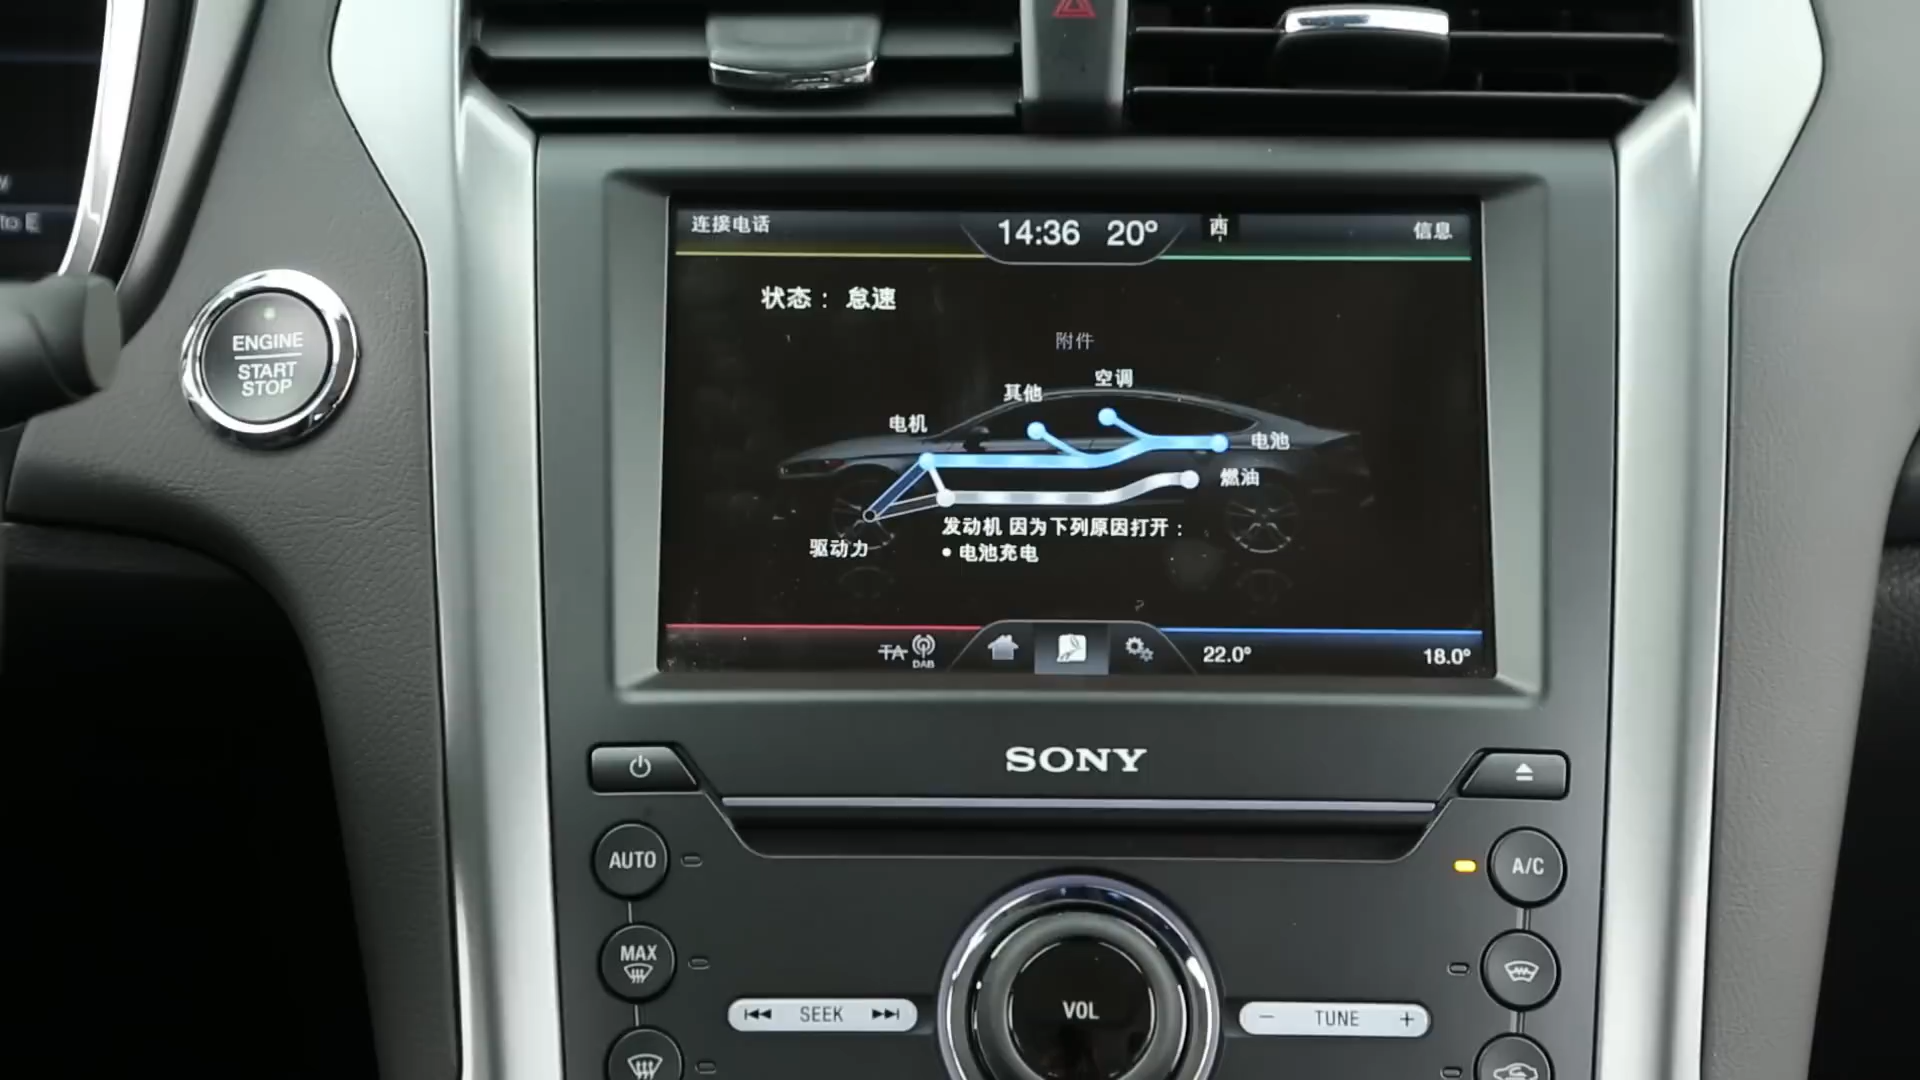 to E
ENGINE
START
STOP
连接电话 14:36 20° 西 信息
状态： 怠速
附件
空调
其他
电机
电池
燃油
发动机 因为下列原因打开：
驱动力
• 电池充电
TA DAB 22.0° 18.0°
SONY
AUTO A/C
MAX
SEEK VOL TUNE